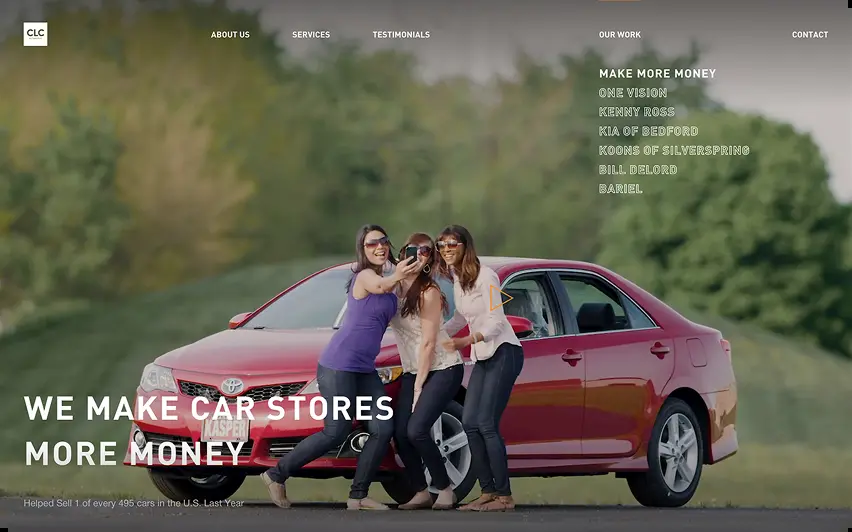 CLC
ABOUT US
SERVICES
TESTIMONIALS
OUR WORK
CONTACT
MAKE MORE MONEY
ONE VISION
KENNY ROSS
KIA OF BEDFORD
KOONS OF SILVERSPRING
BILL DELORD
BARIEL
WE MAKE CAR STORES
KASPER
MORE MONEY
Helped Sell 1 of every 495 cars in the U.S. Last Year